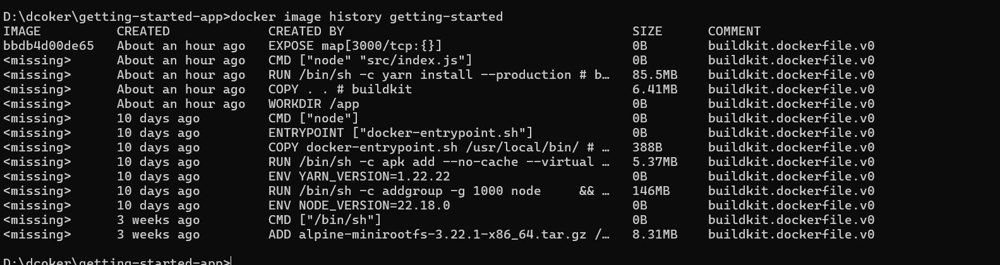 D:\dcoker\getting-started-app>docker image history getting-started
IMAGE          CREATED             CREATED BY                                      SIZE      COMMENT
bbdb4d00de65   About an hour ago   EXPOSE map[3000/tcp:{}]                         0B        buildkit.dockerfile.v0
<missing>      About an hour ago   CMD ["node" "src/index.js"]                     0B        buildkit.dockerfile.v0
<missing>      About an hour ago   RUN /bin/sh -c yarn install --production # b…   85.5MB    buildkit.dockerfile.v0
<missing>      About an hour ago   COPY . . # buildkit                             6.41MB    buildkit.dockerfile.v0
<missing>      About an hour ago   WORKDIR /app                                    0B        buildkit.dockerfile.v0
<missing>      10 days ago         CMD ["node"]                                    0B        buildkit.dockerfile.v0
<missing>      10 days ago         ENTRYPOINT ["docker-entrypoint.sh"]             0B        buildkit.dockerfile.v0
<missing>      10 days ago         COPY docker-entrypoint.sh /usr/local/bin/ # …   388B      buildkit.dockerfile.v0
<missing>      10 days ago         RUN /bin/sh -c apk add --no-cache --virtual …   5.37MB    buildkit.dockerfile.v0
<missing>      10 days ago         ENV YARN_VERSION=1.22.22                        0B        buildkit.dockerfile.v0
<missing>      10 days ago         RUN /bin/sh -c addgroup -g 1000 node     && …   146MB     buildkit.dockerfile.v0
<missing>      10 days ago         ENV NODE_VERSION=22.18.0                        0B        buildkit.dockerfile.v0
<missing>      3 weeks ago         CMD ["/bin/sh"]                                 0B        buildkit.dockerfile.v0
<missing>      3 weeks ago         ADD alpine-minirootfs-3.22.1-x86_64.tar.gz /…   8.31MB    buildkit.dockerfile.v0
D:\dcoker\getting-started-app>